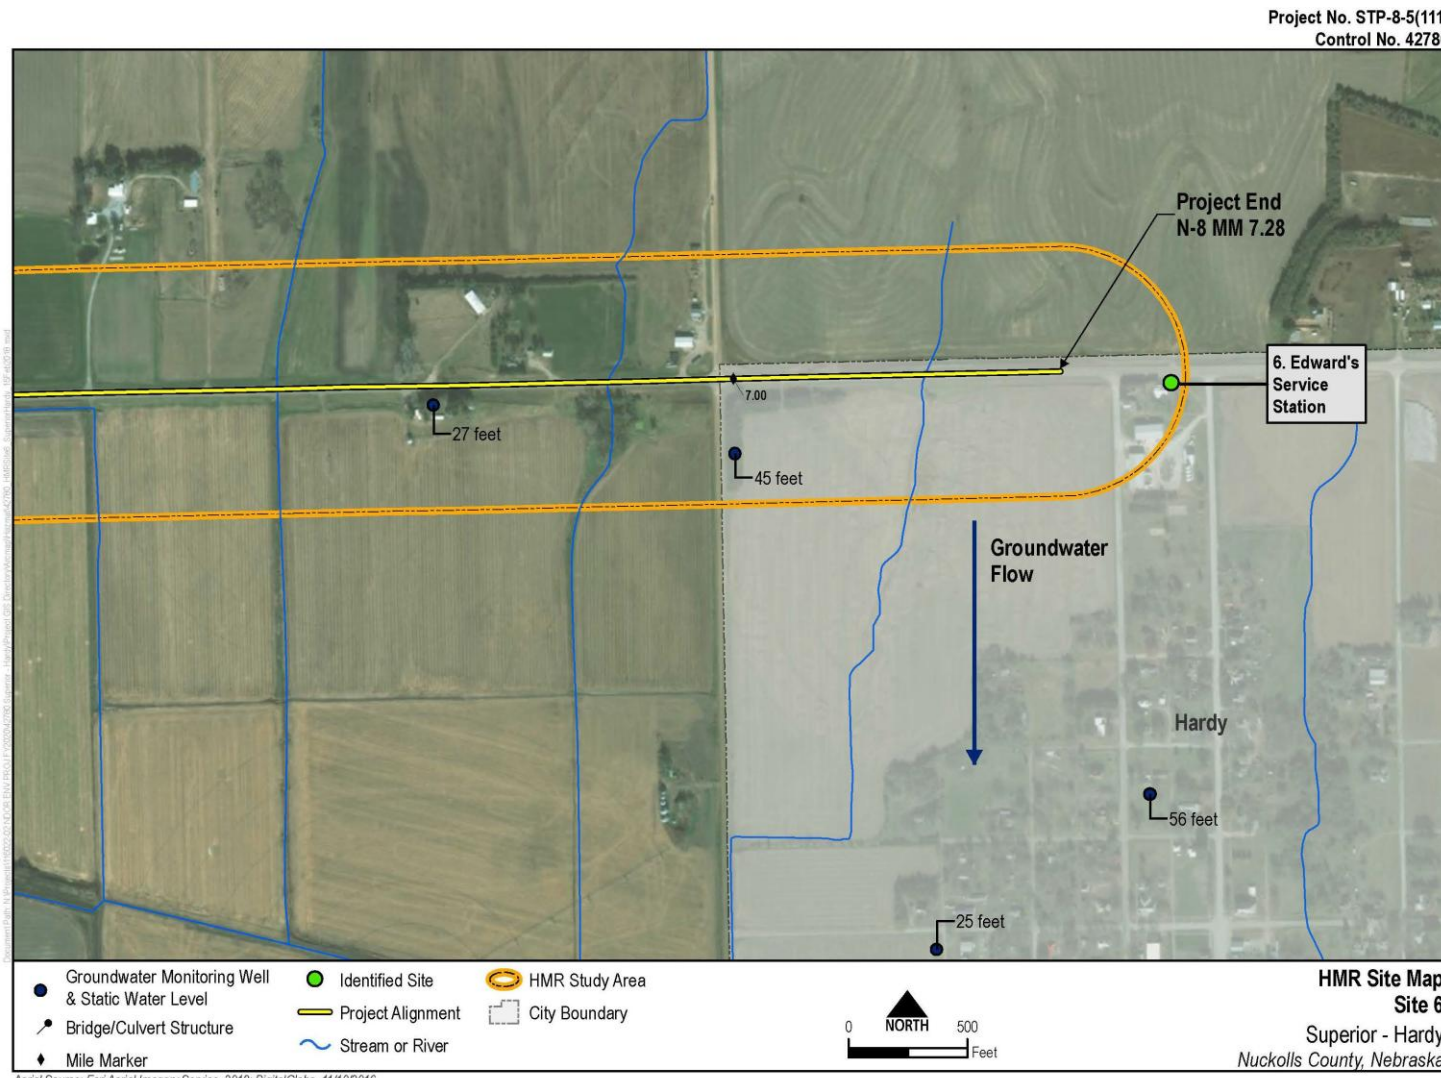 Project No. STP-8-5(111
Control No. 4278
Project End
N-8 MM 7.28
6. Edward's
Service
Station
7.00
27 feet
45 feet
Groundwater
Flow
Hardy
56 feet
25 feet
Groundwater Monitoring Well
& Static Water Level
Bridge/Culvert Structure
Mile Marker
Identified Site
Project Alignment
Stream or River
HMR Study Area
City Boundary
0 NORTH 500
Feet
HMR Site Map
Site 6
Superior - Hardy
Nuckolls County, Nebraska